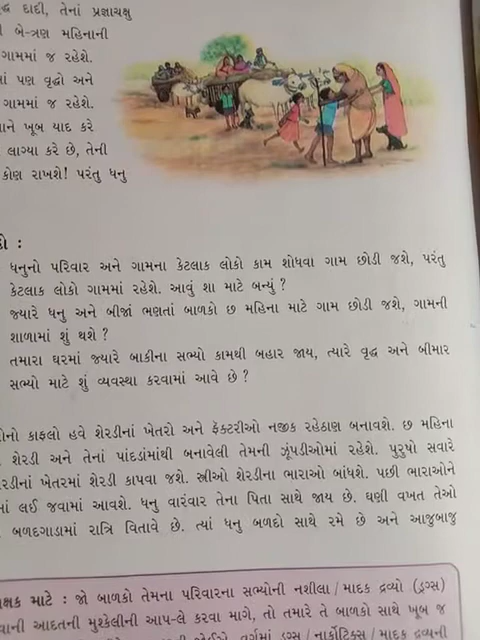 દ્ધ દાદી, તેનાં પ્રજ્ઞાચક્ષુ
બે-ત્રણ મહિનાની
ગામમાં જ રહેશે.
પણ વૃદ્ધો અને
ગામમાં જ રહેશે.
ખૂબ યાદ કરે
લાગ્યા કરે છે, તેની
કોણ રાખશે! પરંતુ ધનુ
ધનુનો પરિવાર અને ગામના કેટલાક લોકો કામ શોધવા ગામ છોડી જશે, પરંતુ
કેટલાક લોકો ગામમાં રહેશે. આવું શા માટે બન્યું ?
જ્યારે ધનુ અને બીજાં ભણતાં બાળકો છ મહિના માટે ગામ છોડી જશે, ગામની
શાળામાં શું થશે ?
તમારા ઘરમાં જ્યારે બાકીના સભ્યો કામથી બહાર જાય, ત્યારે વૃદ્ધ અને બીમાર
સભ્યો માટે શું વ્યવસ્થા કરવામાં આવે છે ?
કાફલો હવે શેરડીનાં ખેતરો અને ફૅક્ટરીઓ નજીક રહેઠાણ બનાવશે. છ મહિના
શેરડી અને તેનાં પાંદડાંમાંથી બનાવેલી તેમની ઝૂંપડીઓમાં રહેશે. પુરુષો સવારે
રડીનાં ખેતરમાં શેરડી કાપવા જશે. સ્ત્રીઓ શેરડીના ભારાઓ બાંધશે. પછી ભારાઓને
લઈ જવામાં આવશે. ધનુ વારંવાર તેના પિતા સાથે જાય છે. ઘણી વખત તેઓ
બળદગાડામાં રાત્રિ વિતાવે છે. ત્યાં ધનુ બળદો સાથે રમે છે અને આજુબાજુ
ક્ષક માટે : જો બાળકો તેમના પરિવારના સભ્યોની નશીલા / માદક દ્રવ્યો (ડ્રગ્સ)
વાની આદતની મુશ્કેલીની આપ-લે કરવા માગે, તો તમારે તે બાળકો સાથે ખૂબ જ